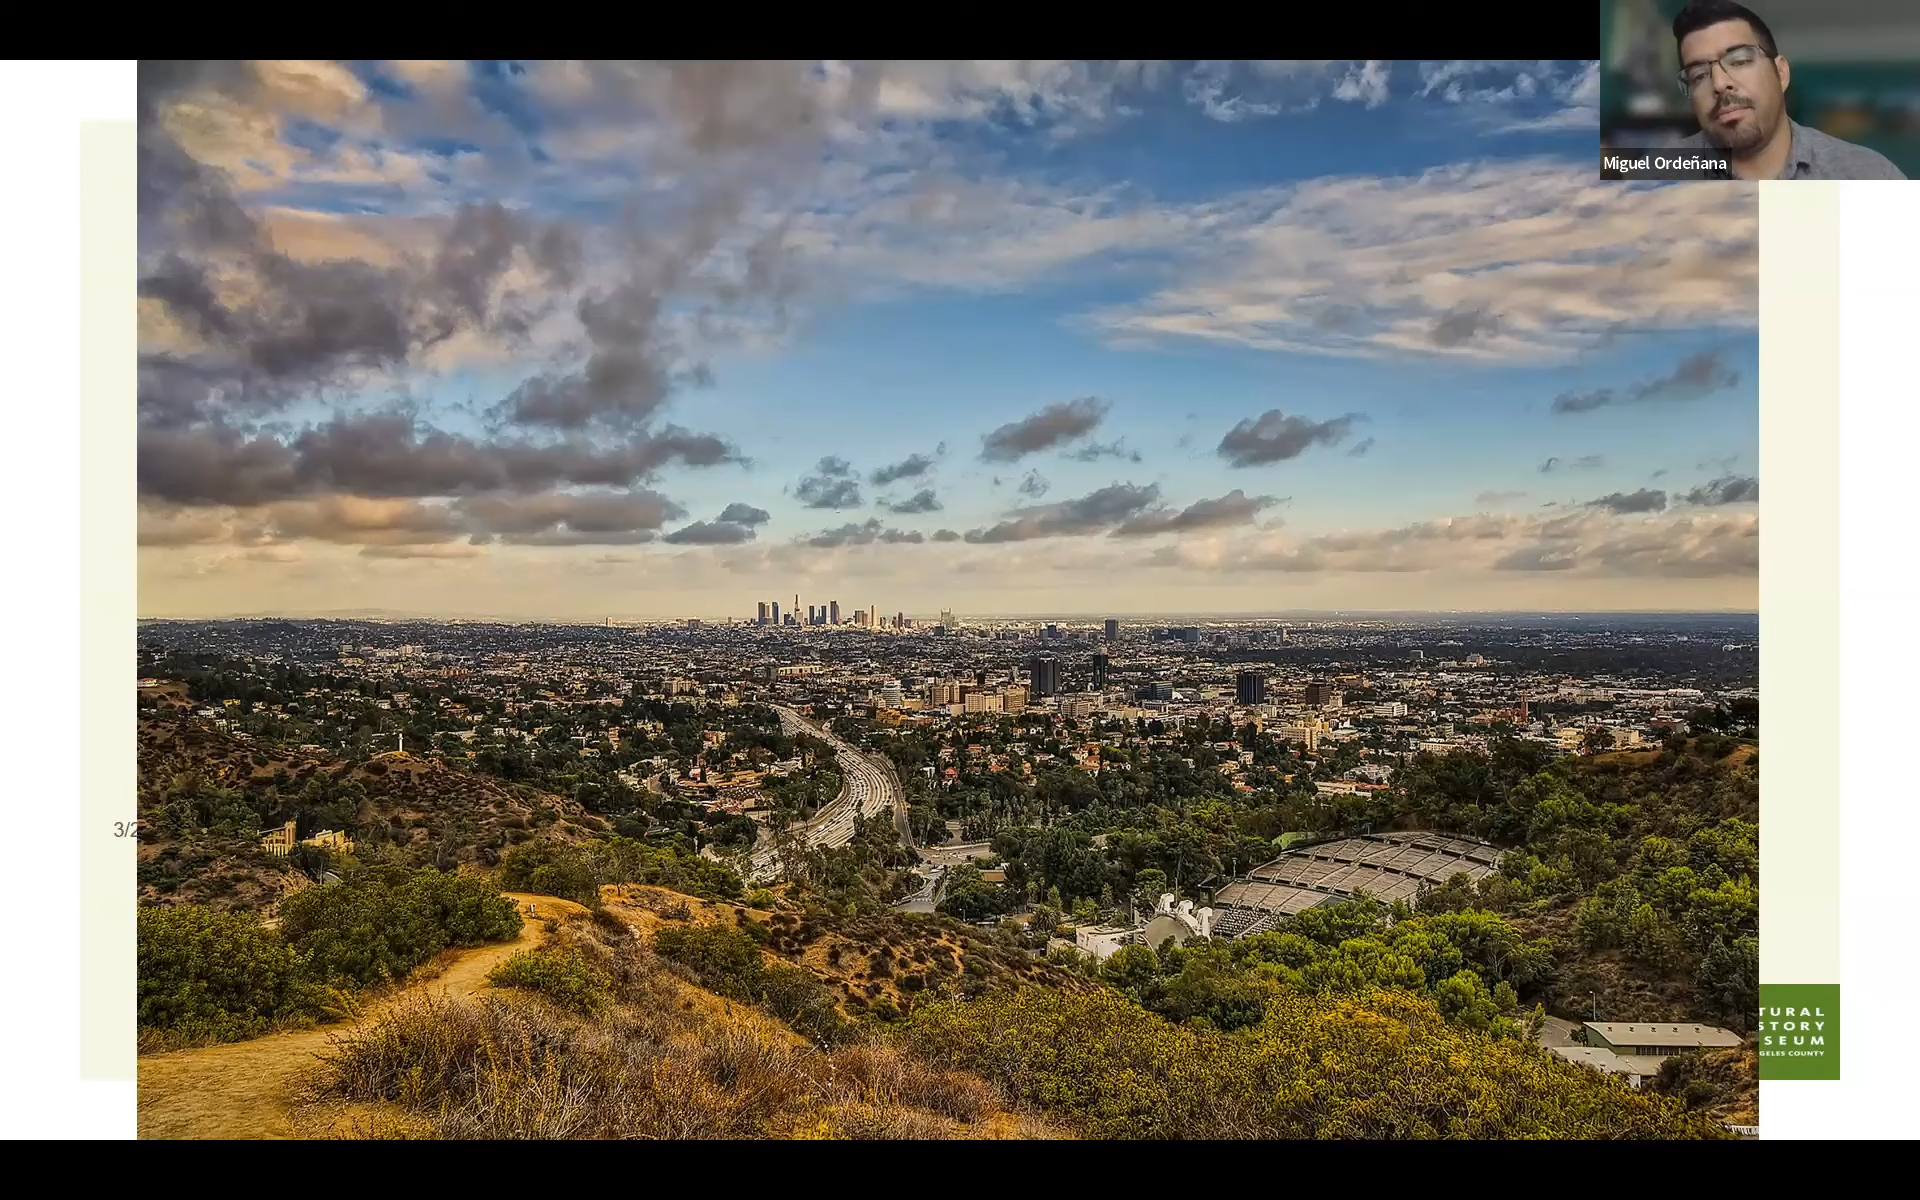 Miguel Ordeñana
3/2
TURAL
STORY
SEUM
GELES COUNTY